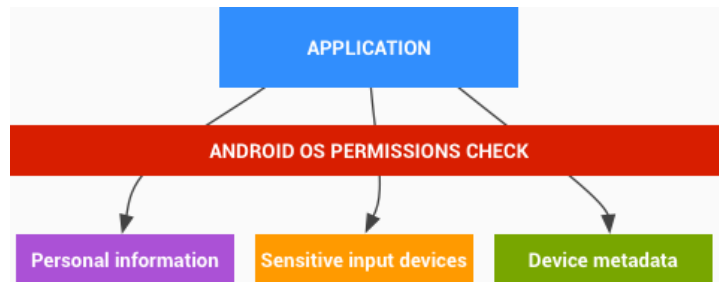 APPLICATION
ANDROID OS PERMISSIONS CHECK
Personal information
Sensitive input devices
Device metadata